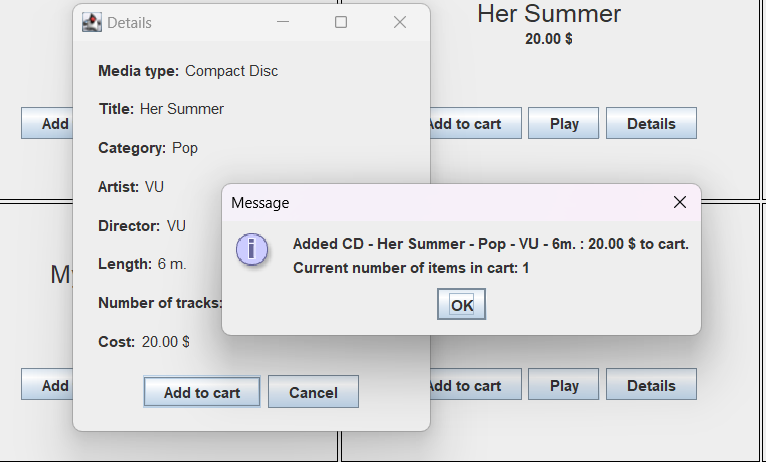 Details
Her Summer
20.00 $
Media type: Compact Disc
Title: Her Summer
Add
Add to cart
Play
Details
Category: Pop
Artist: VU
Message
Director: VU
Added CD - Her Summer - Pop - VU - 6m. : 20.00 $ to cart.
Length: 6 m.
Current number of items in cart: 1
My
Number of tracks:
OK
Cost: 20.00 $
Add
Add to cart
Cancel
Add to cart
Play
Details